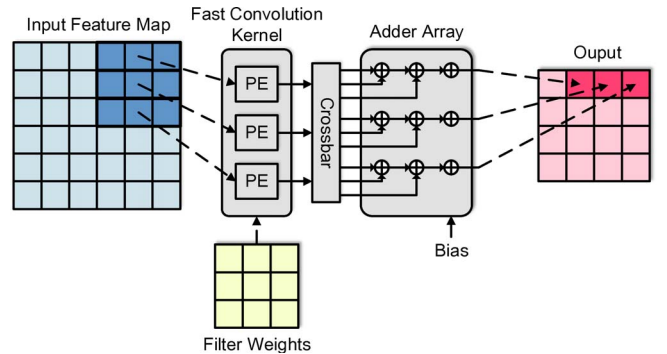 Input Feature Map
Fast Convolution
Kernel
Adder Array
Ouput
PE
PE
PE
Crossbar
Bias
Filter Weights